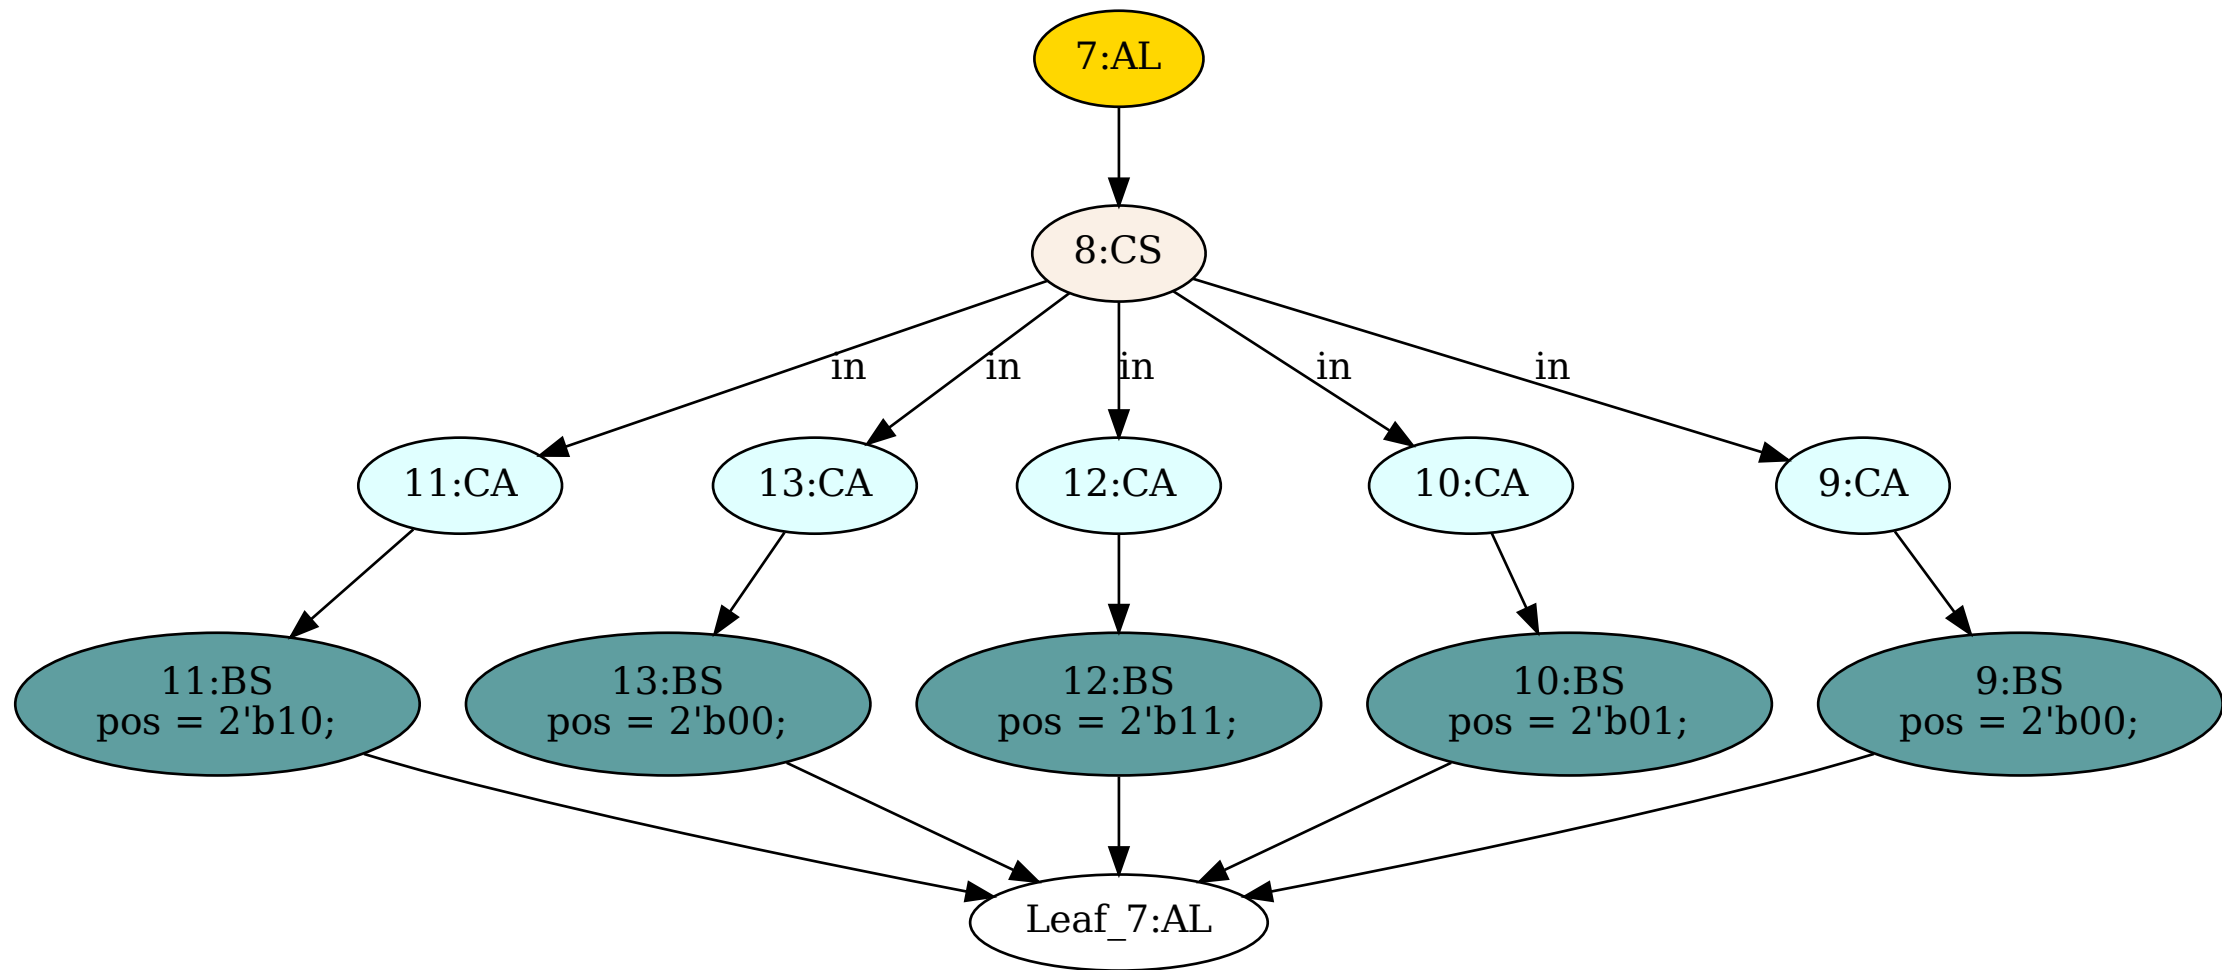 7:AL
8:CS
in
in
in
in
in
11:CA
13:CA
12:CA
10:CA
9:CA
11:BS
pos = 2'b10;
13:BS
pos = 2'b00;
12:BS
pos = 2'b11;
10:BS
pos = 2'b01;
9:BS
pos = 2'b00;
Leaf_7:AL